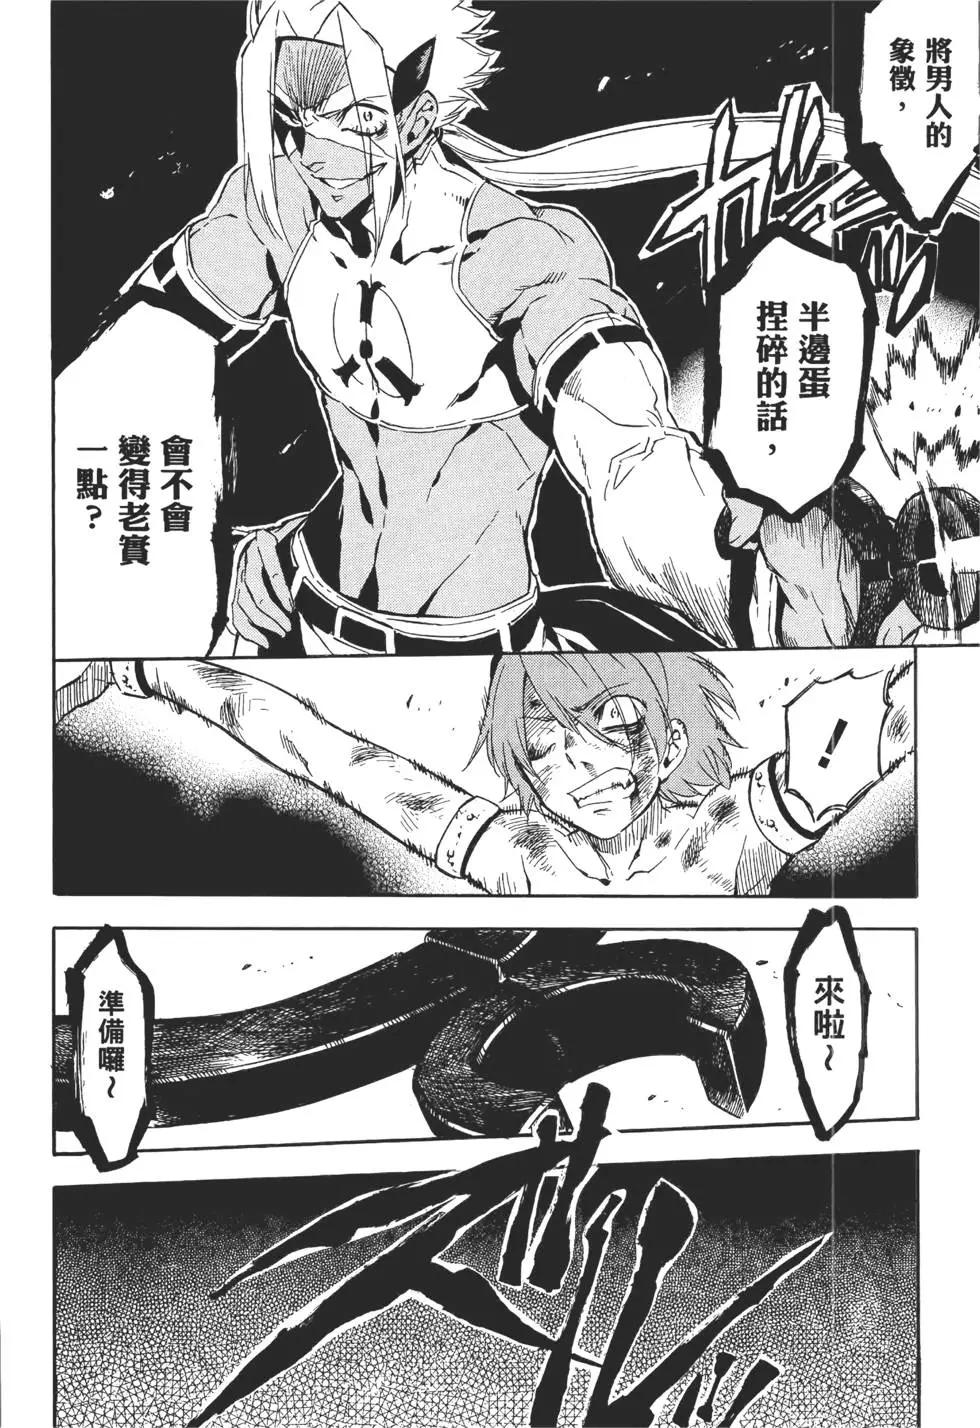 將男人的
象徵，
半邊蛋
捏碎的話，
會不會
變得老實
一點？
！
來啦～
準備囉～